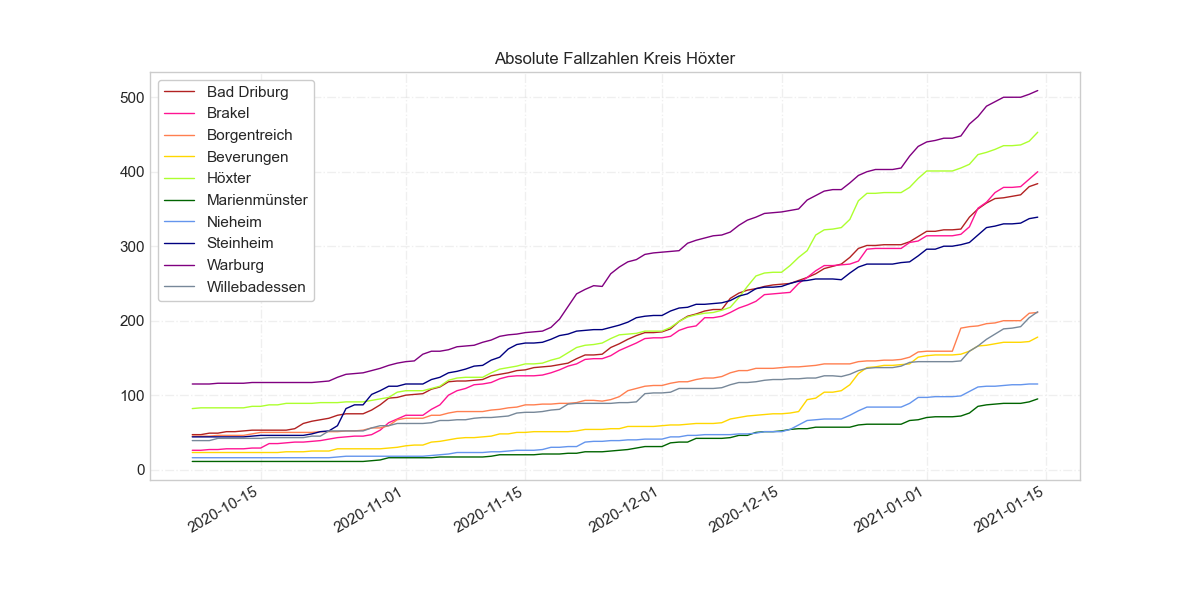 Absolute Fallzahlen Kreis Höxter
500
400
300
200
100
0
Bad Driburg
Brakel
Borgentreich
Beverungen
Höxter
Marienmünster
Nieheim
Steinheim
Warburg
Willebadessen
2020-10-15
2020-11-01
2020-11-15
2020-12-01
2020-12-15
2021-01-01
2021-01-15